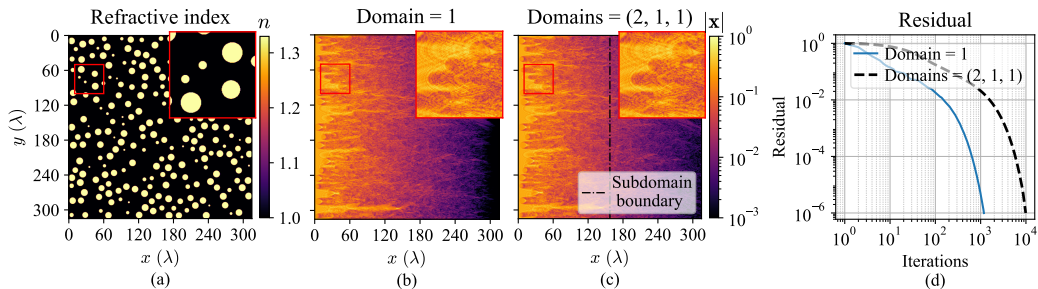 Refractive index
n
Domain = 1
Domains = (2, 1, 1)
|x|
Residual
0
60
120
180
240
300
y (λ)
0 60 120 180 240 300
x (λ)
(a)
1.3
1.2
1.1
1.0
0 60 120 180 240 300
x (λ)
(b)
Subdomain
boundary
0 60 120 180 240 300
x (λ)
(c)
10^0
10^-1
10^-2
10^-3
Domain = 1
Domains = (2, 1, 1)
Residual
10^0
10^-2
10^-4
10^-6
10^0 10^1 10^2 10^3 10^4
Iterations
(d)